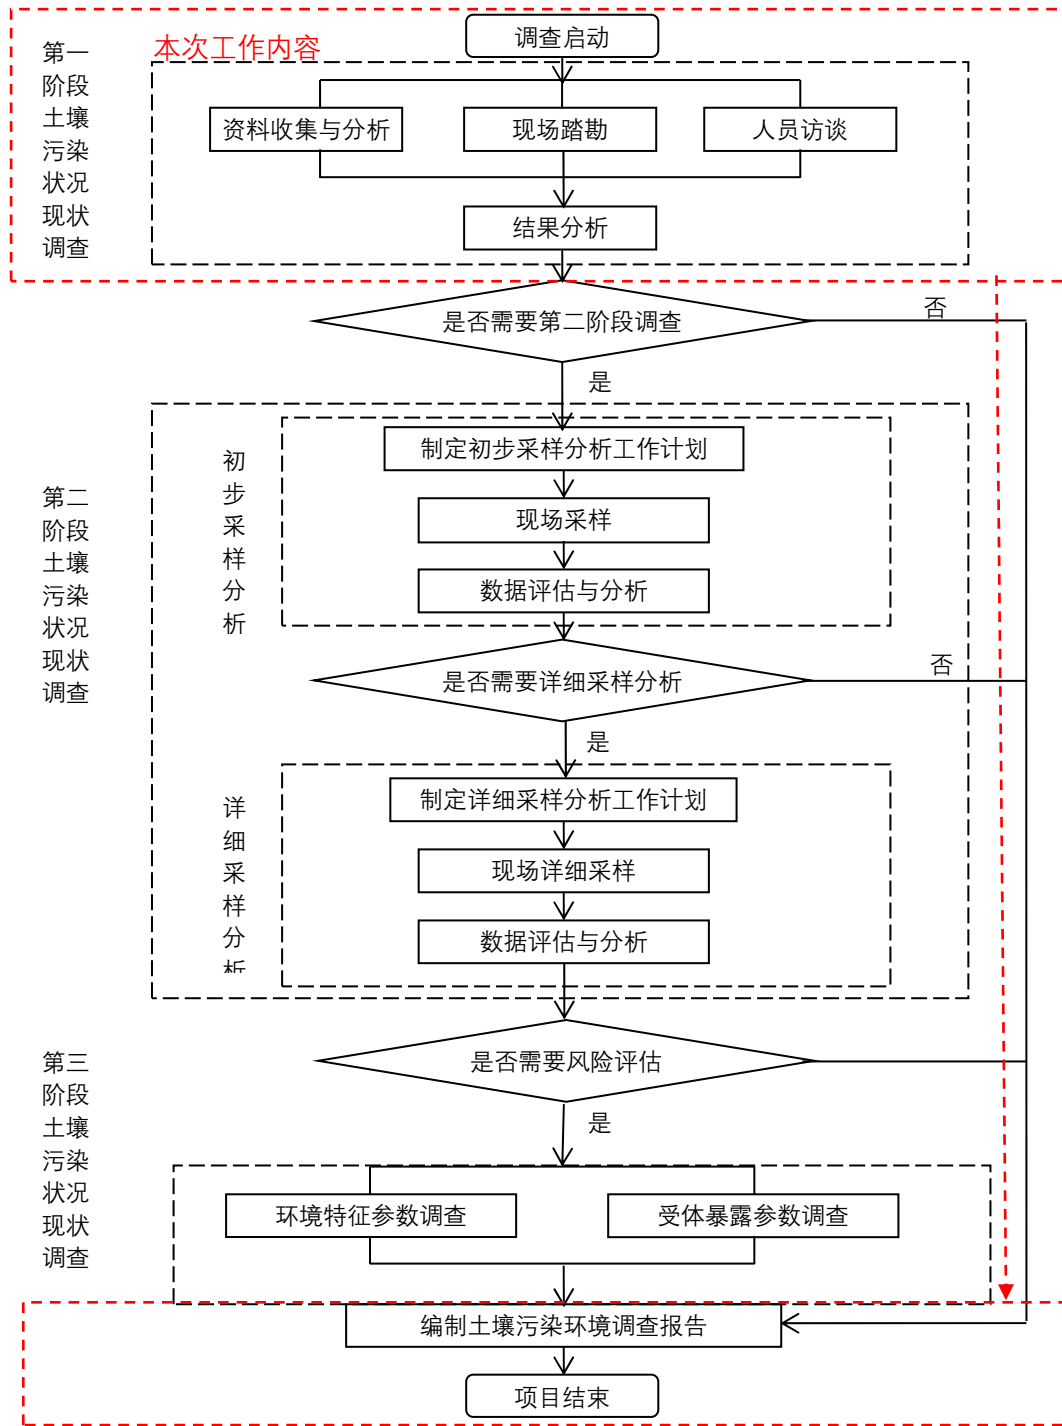 调查启动
本次工作内容
第一
阶段
土壤
污染
状况
现状
调查
资料收集与分析
现场踏勘
人员访谈
结果分析
是否需要第二阶段调查
否
是
第二
阶段
土壤
污染
状况
现状
调查
初
步
采
样
分
析
制定初步采样分析工作计划
现场采样
数据评估与分析
是否需要详细采样分析
否
是
详
细
采
样
分
析
制定详细采样分析工作计划
现场详细采样
数据评估与分析
第三
阶段
土壤
污染
状况
现状
调查
是否需要风险评估
是
环境特征参数调查
受体暴露参数调查
编制土壤污染环境调查报告
项目结束